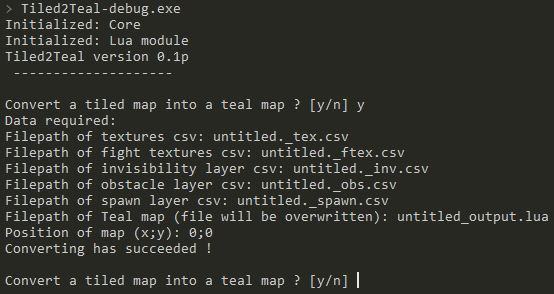 > Tiled2Teal-debug.exe
Initialized: Core
Initialized: Lua module
Tiled2Teal version 0.1p
--------------------
Convert a tiled map into a teal map ? [y/n] y
Data required:
Filepath of textures csv: untitled._tex.csv
Filepath of fight textures csv: untitled._ftex.csv
Filepath of invisibility layer csv: untitled._inv.csv
Filepath of obstacle layer csv: untitled._obs.csv
Filepath of spawn layer csv: untitled._spawn.csv
Filepath of Teal map (file will be overwritten): untitled_output.lua
Position of map (x;y): 0;0
Converting has succeeded !
Convert a tiled map into a teal map ? [y/n]